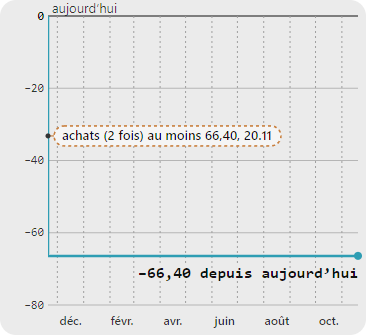 aujourd'hui
0
−20
achats (2 fois) au moins 66,40, 20.11
−40
−60
−66,40 depuis aujourd’hui
−80
déc. févr. avr. juin août oct.